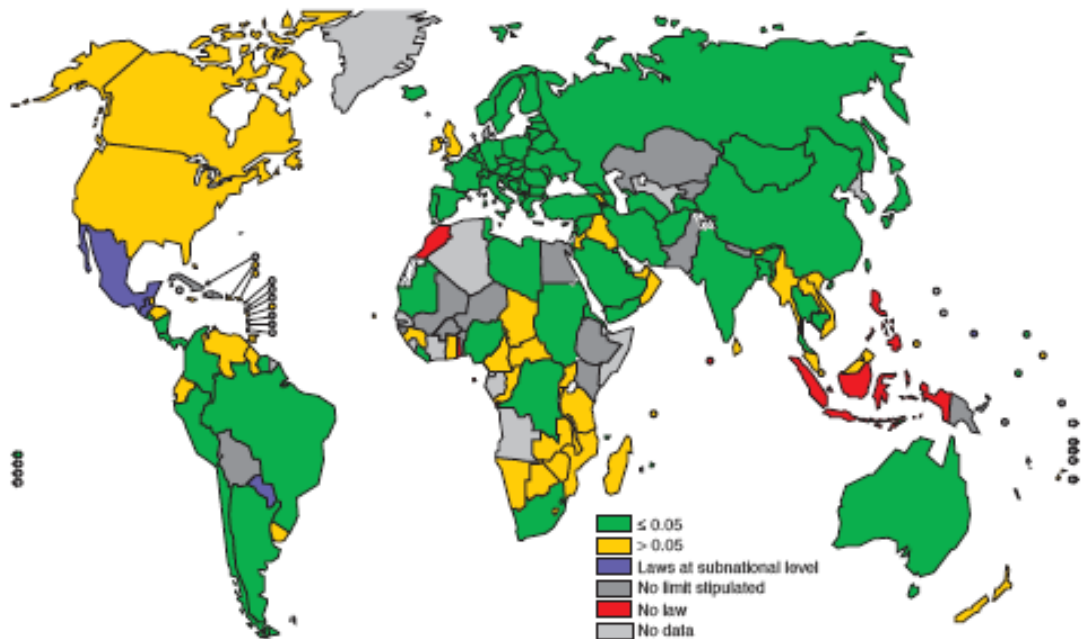 ≤ 0.05
> 0.05
Laws at subnational level
No limit stipulated
No law
No data